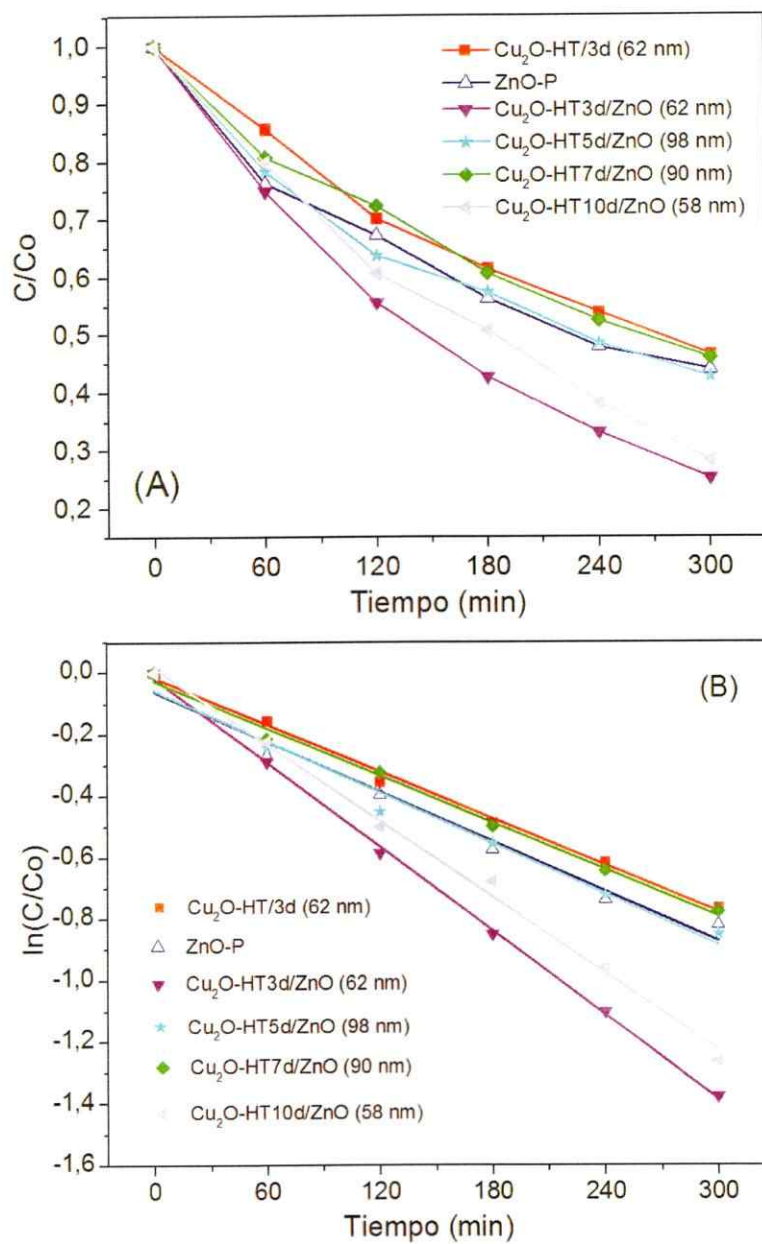 1,0
0,9
0,8
0,7
0,6
0,5
0,4
0,3
0,2
C/Co
Cu₂O-HT/3d (62 nm)
ZnO-P
Cu₂O-HT3d/ZnO (62 nm)
Cu₂O-HT5d/ZnO (98 nm)
Cu₂O-HT7d/ZnO (90 nm)
Cu₂O-HT10d/ZnO (58 nm)
(A)
0 60 120 180 240 300
Tiempo (min)
0,0
-0,2
-0,4
-0,6
-0,8
-1,0
-1,2
-1,4
-1,6
ln(C/Co)
(B)
Cu₂O-HT/3d (62 nm)
ZnO-P
Cu₂O-HT3d/ZnO (62 nm)
Cu₂O-HT5d/ZnO (98 nm)
Cu₂O-HT7d/ZnO (90 nm)
Cu₂O-HT10d/ZnO (58 nm)
0 60 120 180 240 300
Tiempo (min)